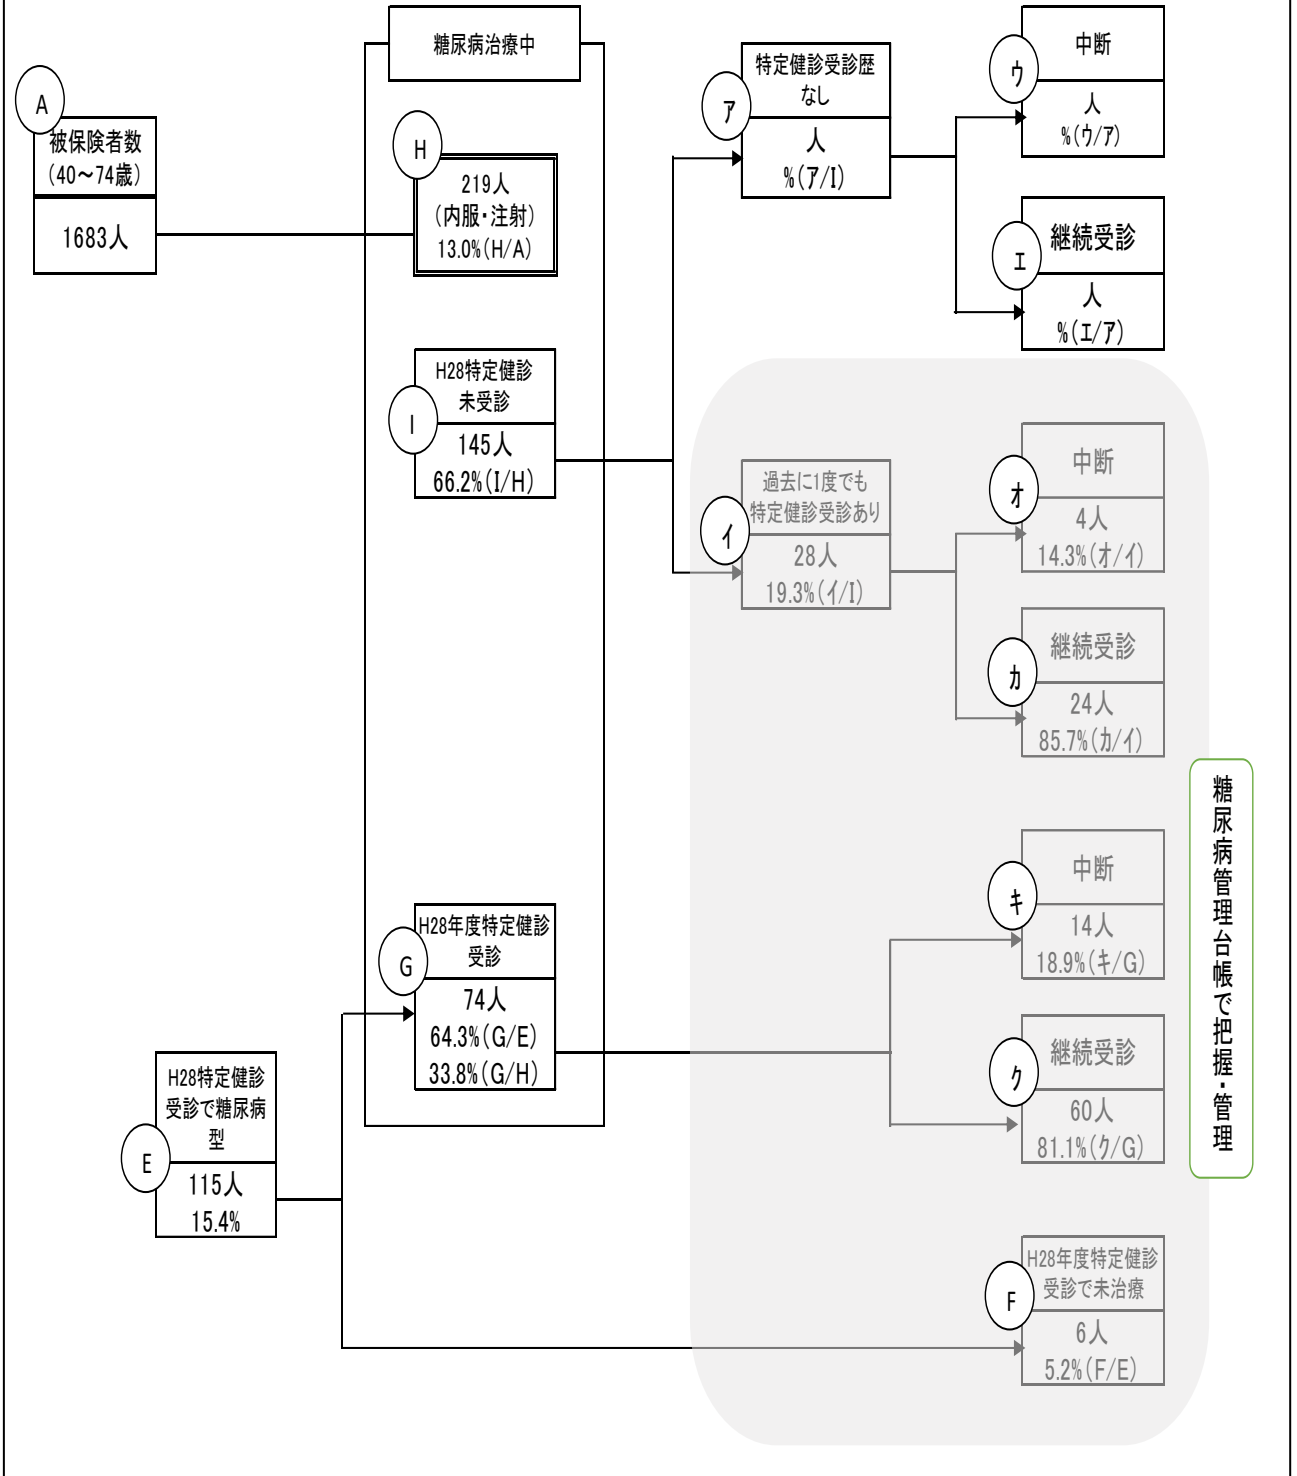 A
被保険者数
(40～74歳)
1683人
糖尿病治療中
H
219人
(内服・注射)
13.0%(H/A)
I
H28特定健診
未受診
145人
66.2%(I/H)
ア
特定健診受診歴
なし
人
%(ア/I)
ウ
中断
人
%(ウ/ア)
エ
継続受診
人
%(エ/ア)
イ
過去に1度でも
特定健診受診あり
28人
19.3%(イ/I)
オ
中断
4人
14.3%(オ/イ)
カ
継続受診
24人
85.7%(カ/イ)
G
H28年度特定健診
受診
74人
64.3%(G/E)
33.8%(G/H)
キ
中断
14人
18.9%(キ/G)
ク
継続受診
60人
81.1%(ク/G)
E
H28特定健診
受診で糖尿病
型
115人
15.4%
F
H28年度特定健診
受診で未治療
6人
5.2%(F/E)
糖尿病管理台帳で把握・管理